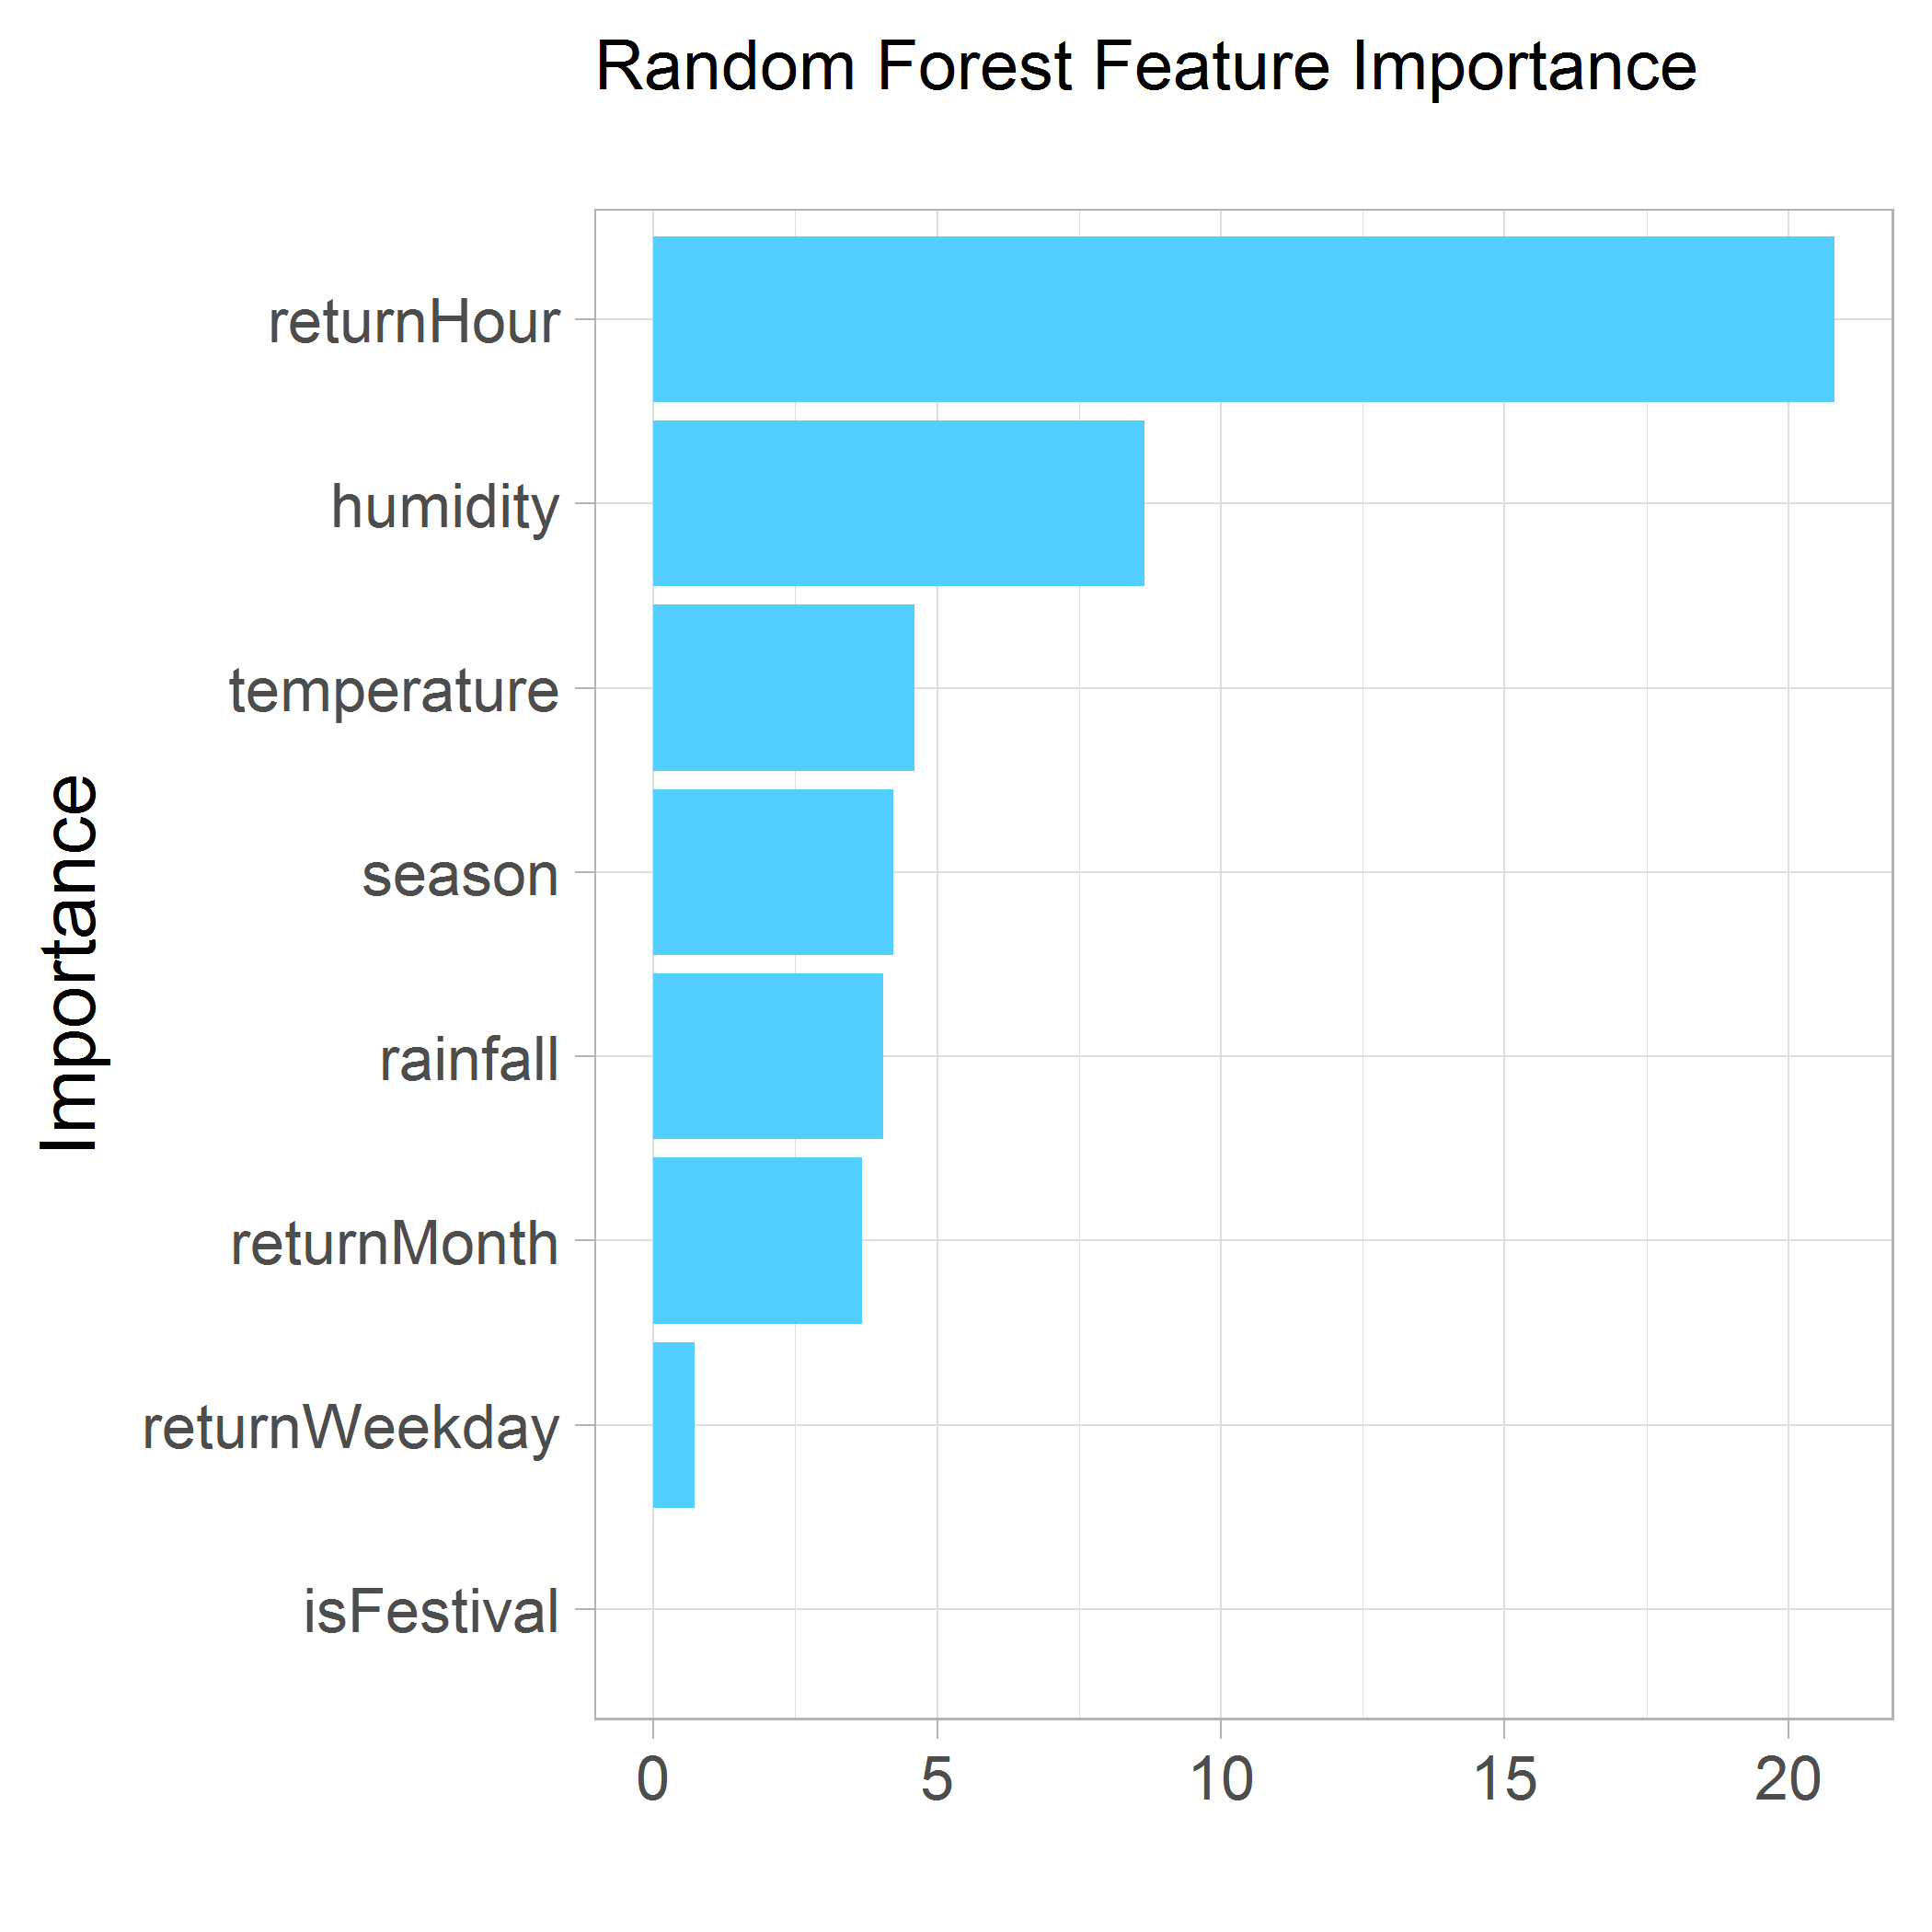 Random Forest Feature Importance
Importance
returnHour
humidity
temperature
season
rainfall
returnMonth
returnWeekday
isFestival
0 5 10 15 20